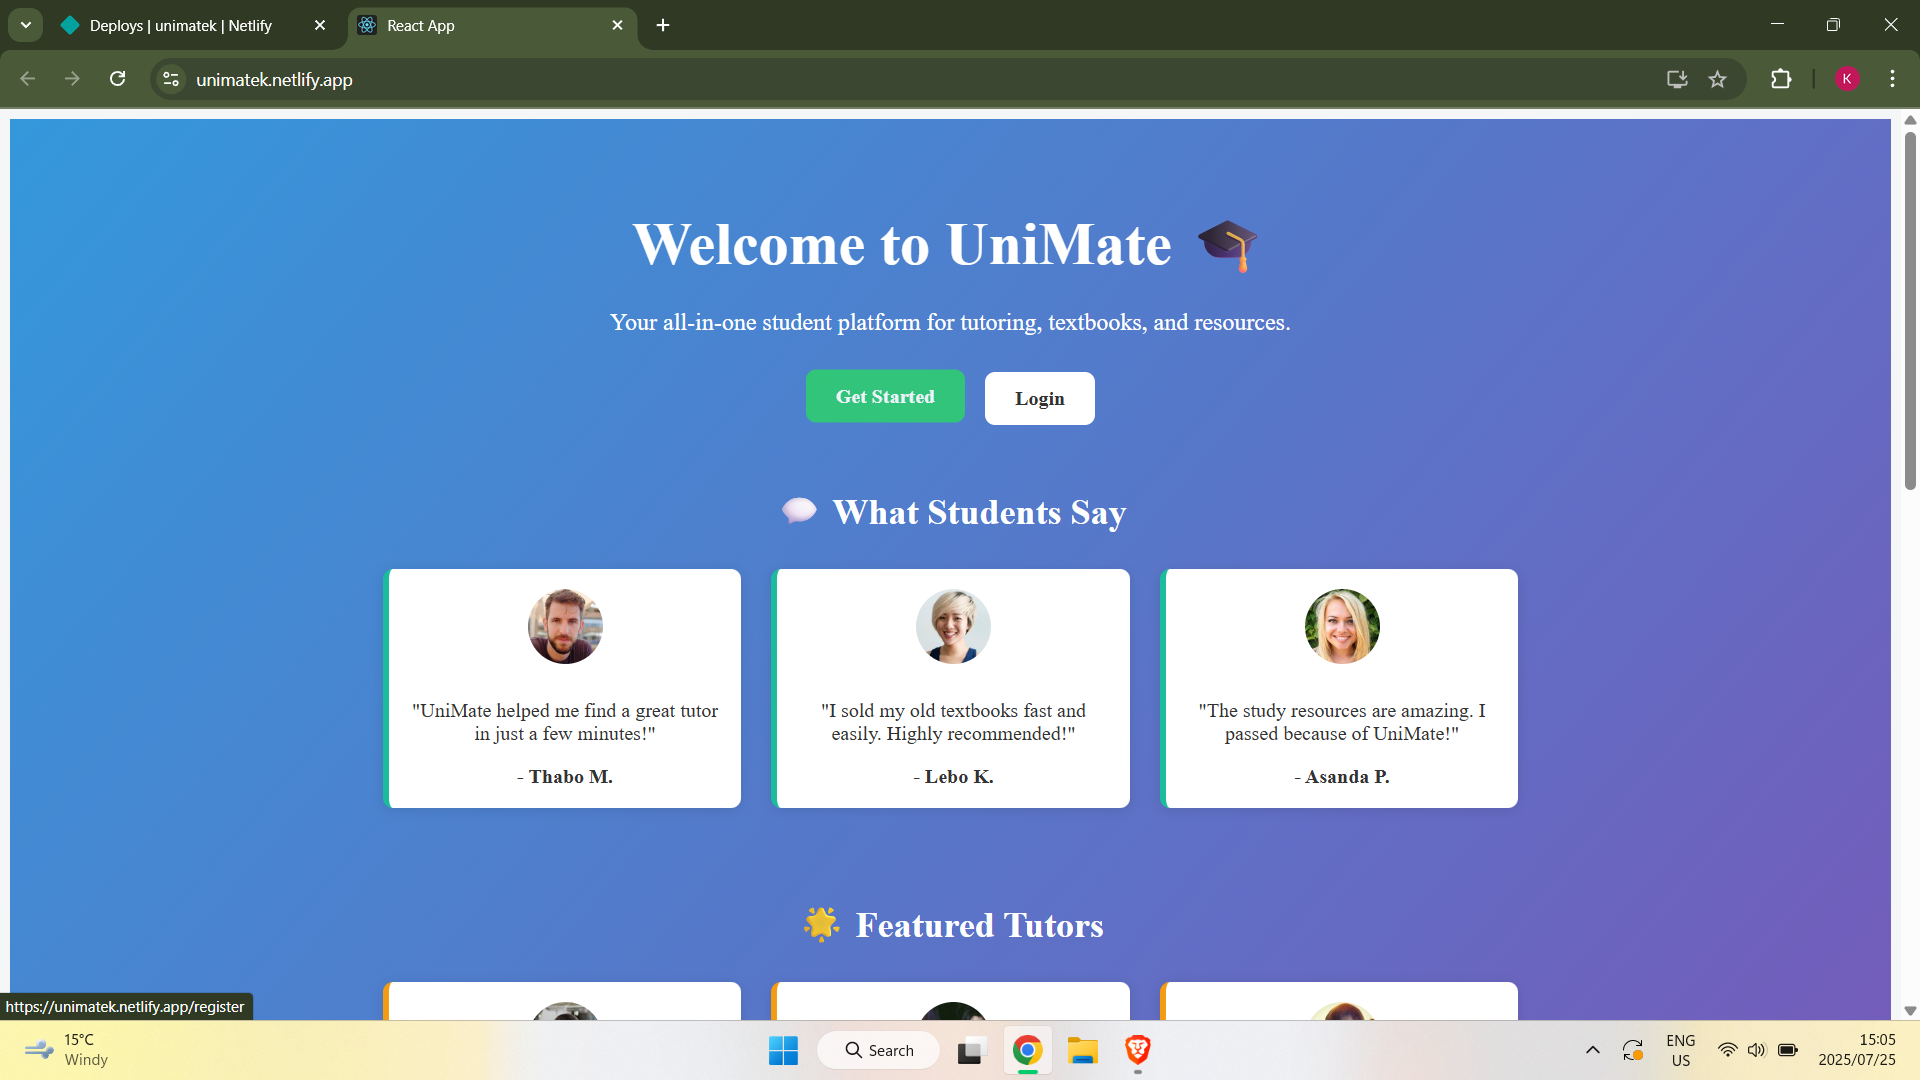 Deploys | unimatek | Netlify
React App
unimatek.netlify.app
K
Welcome to UniMate
Your all-in-one student platform for tutoring, textbooks, and resources.
Get Started
Login
What Students Say
"UniMate helped me find a great tutor
in just a few minutes!"
- Thabo M.
"I sold my old textbooks fast and
easily. Highly recommended!"
- Lebo K.
"The study resources are amazing. I
passed because of UniMate!"
- Asanda P.
Featured Tutors
https://unimatek.netlify.app/register
15°C
Windy
Search
ENG
US
15:05
2025/07/25